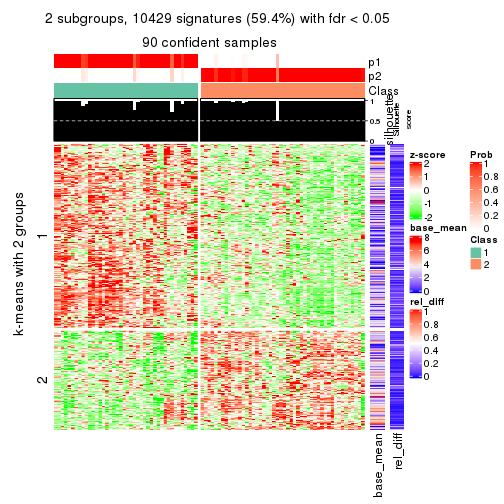 2 subgroups, 10429 signatures (59.4%) with fdr < 0.05
90 confident samples
p1
p2
Class
silhouette
Silhouette
score
1
0.5
0
k-means with 2 groups
1
2
z-score
2
1
0
-1
-2
base_mean
8
6
4
2
0
rel_diff
1
0.8
0.6
0.4
0.2
0
Prob
1
0.8
0.6
0.4
0.2
0
Class
1
2
base_mean
rel_diff